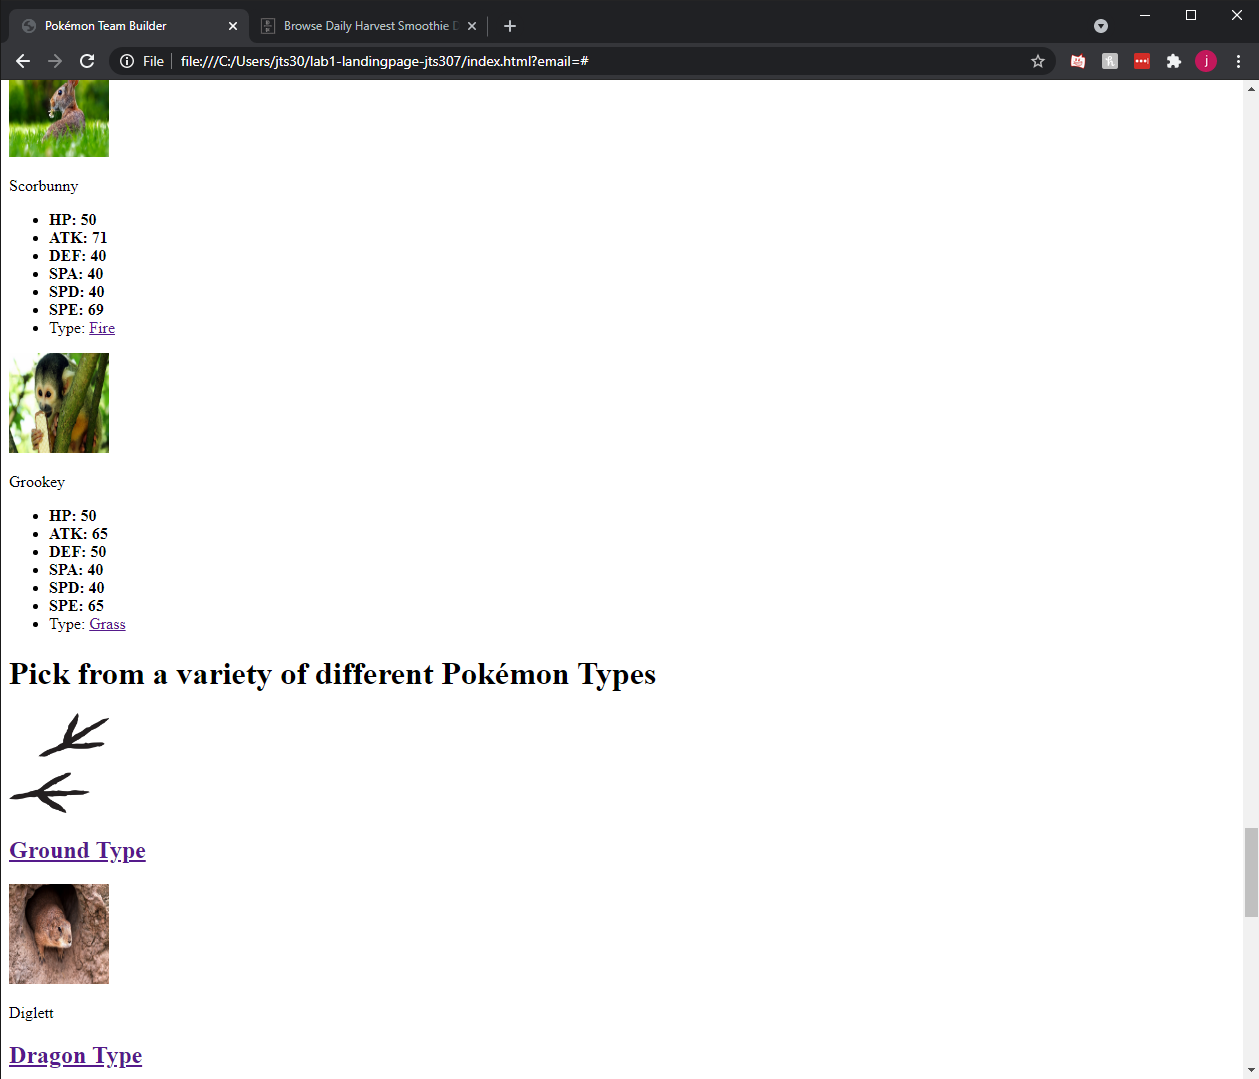 Pokémon Team Builder
Browse Daily Harvest Smoothie
File
file:///C:/Users/jts30/lab1-landingpage-jts307/index.html?email=#
j
Scorbunny
HP: 50
ATK: 71
DEF: 40
SPA: 40
SPD: 40
SPE: 69
Type: Fire
Grookey
HP: 50
ATK: 65
DEF: 50
SPA: 40
SPD: 40
SPE: 65
Type: Grass
Pick from a variety of different Pokémon Types
Ground Type
Diglett
Dragon Type